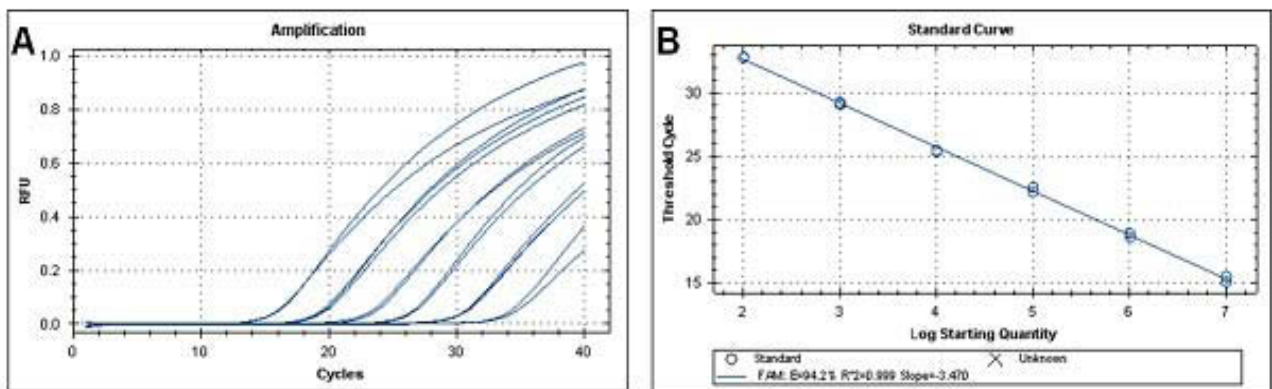 A
Amplification
1.0
0.8
0.6
0.4
0.2
0.0
RFU
0 10 20 30 40
Cycles
B
Standard Curve
30
25
20
15
Threshold Cycle
2 3 4 5 6 7
Log Starting Quantity
Standard Unknown
FAM: E=94.2% R^2=0.999 Slope=-3.470